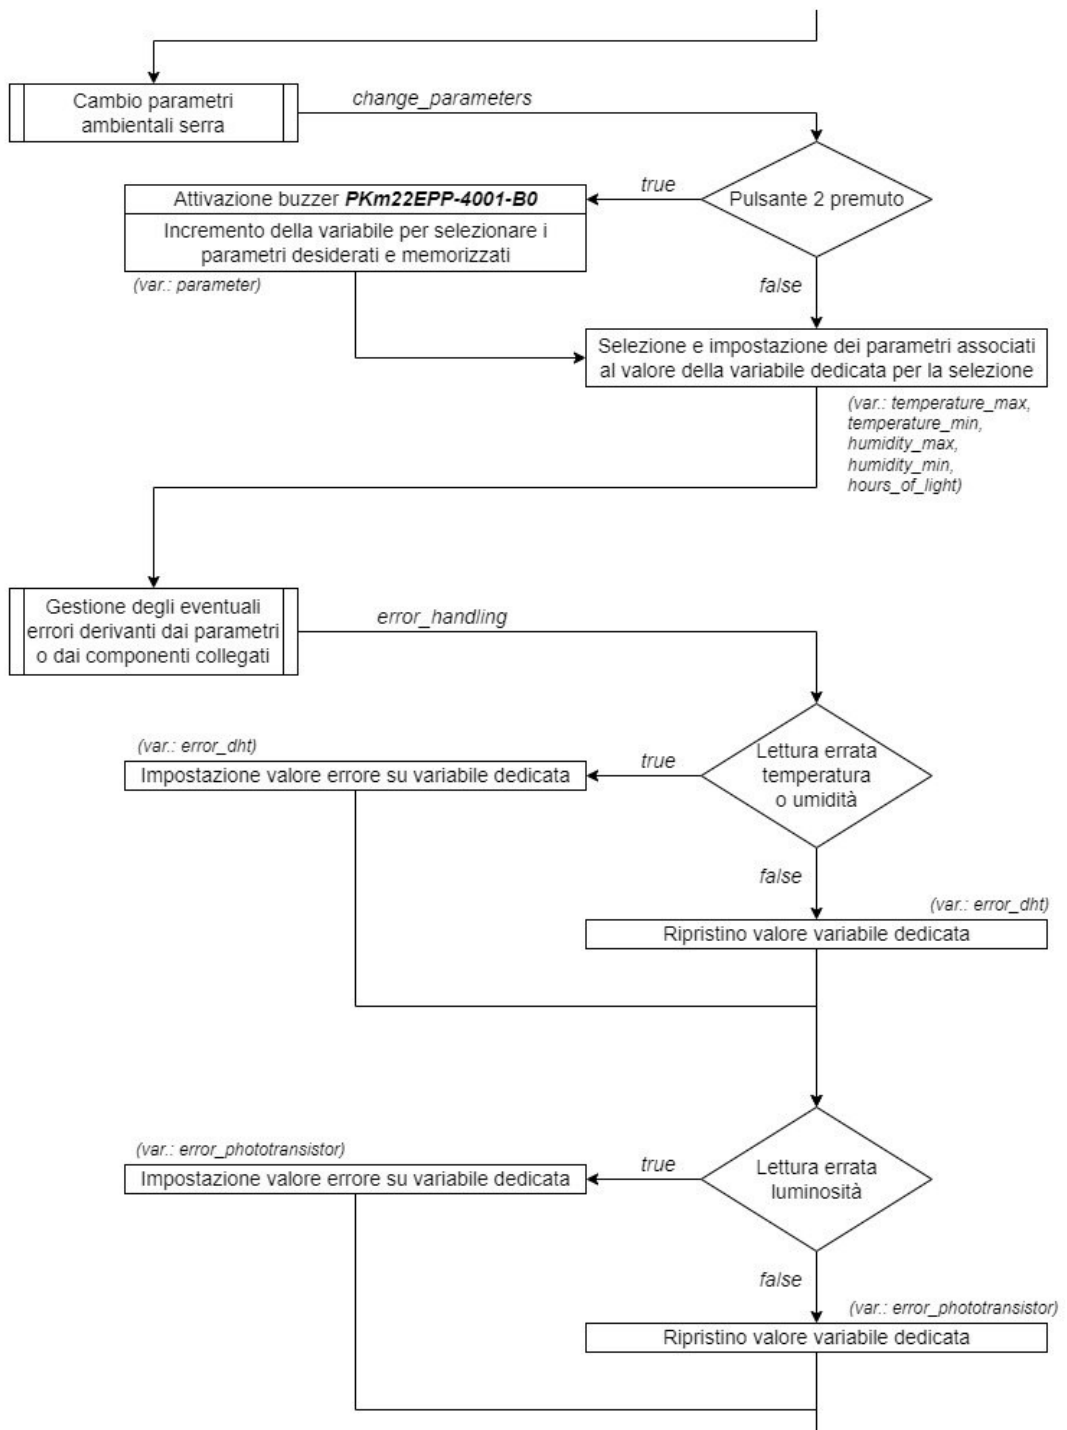 Cambio parametri
ambientali serra
change_parameters
Pulsante 2 premuto
true
Attivazione buzzer PKm22EPP-4001-B0
Incremento della variabile per selezionare i
parametri desiderati e memorizzati
(var.: parameter)
false
Selezione e impostazione dei parametri associati
al valore della variabile dedicata per la selezione
(var.: temperature_max,
temperature_min,
humidity_max,
humidity_min,
hours_of_light)
Gestione degli eventuali
errori derivanti dai parametri
o dai componenti collegati
error_handling
Lettura errata
temperatura
o umidità
true
(var.: error_dht)
Impostazione valore errore su variabile dedicata
false
(var.: error_dht)
Ripristino valore variabile dedicata
Lettura errata
luminosità
true
(var.: error_phototransistor)
Impostazione valore errore su variabile dedicata
false
(var.: error_phototransistor)
Ripristino valore variabile dedicata